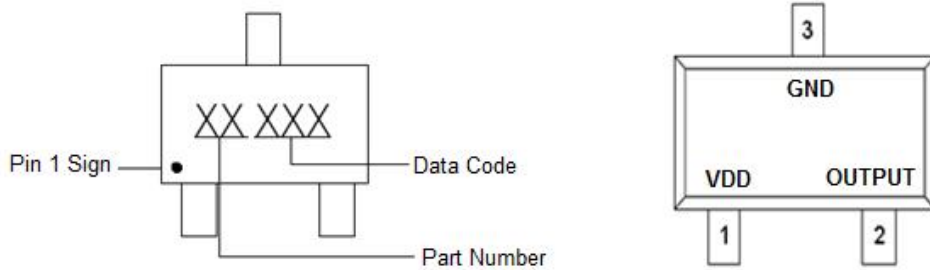 XX XXX
Pin 1 Sign
Data Code
Part Number
3
GND
VDD OUTPUT
1 2